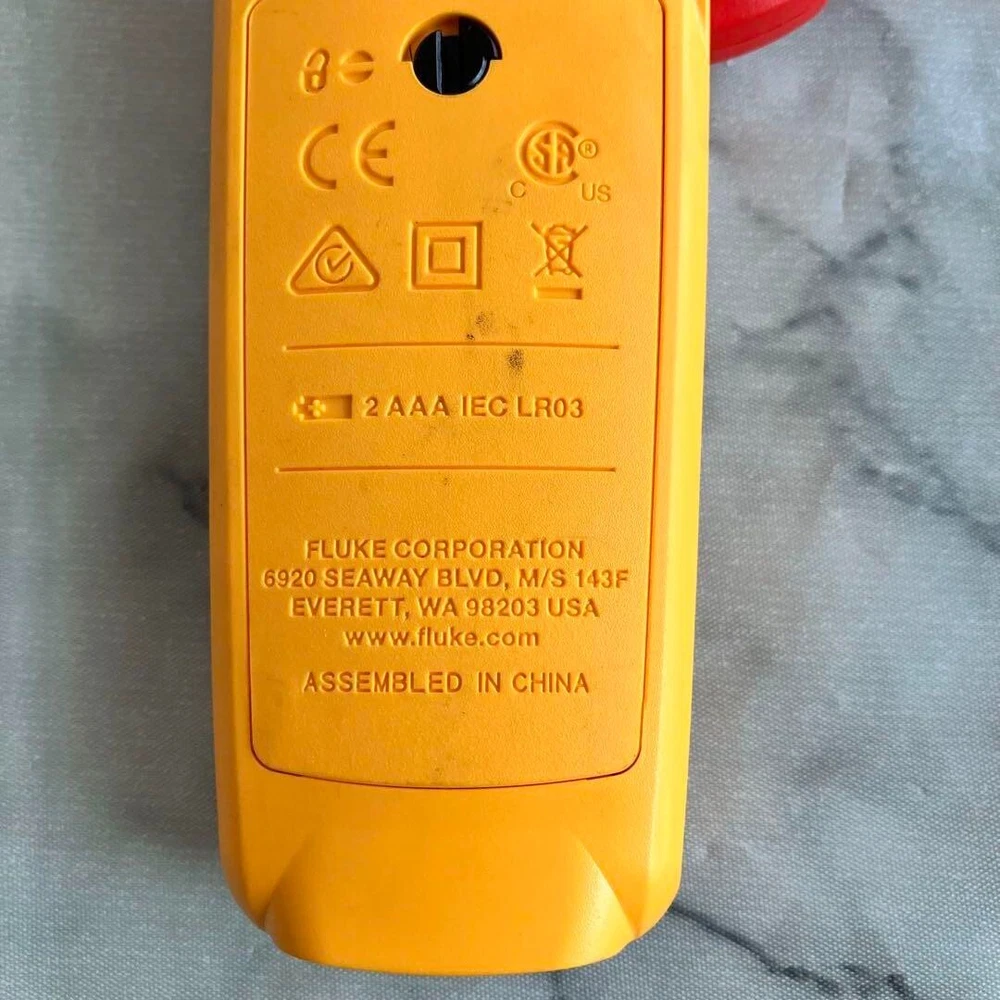 CE
CSA®
C US
2 AAA IEC LR03
FLUKE CORPORATION
6920 SEAWAY BLVD, M/S 143F
EVERETT, WA 98203 USA
www.fluke.com
ASSEMBLED IN CHINA